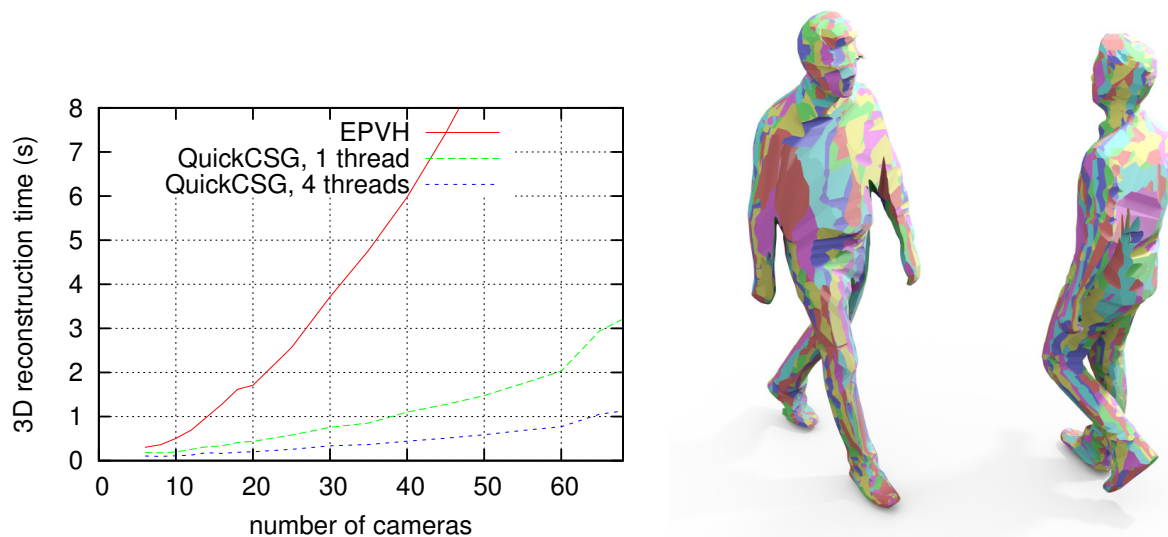 8
7
6
5
4
3
2
1
0
3D reconstruction time (s)
EPVH
QuickCSG, 1 thread
QuickCSG, 4 threads
0 10 20 30 40 50 60
number of cameras